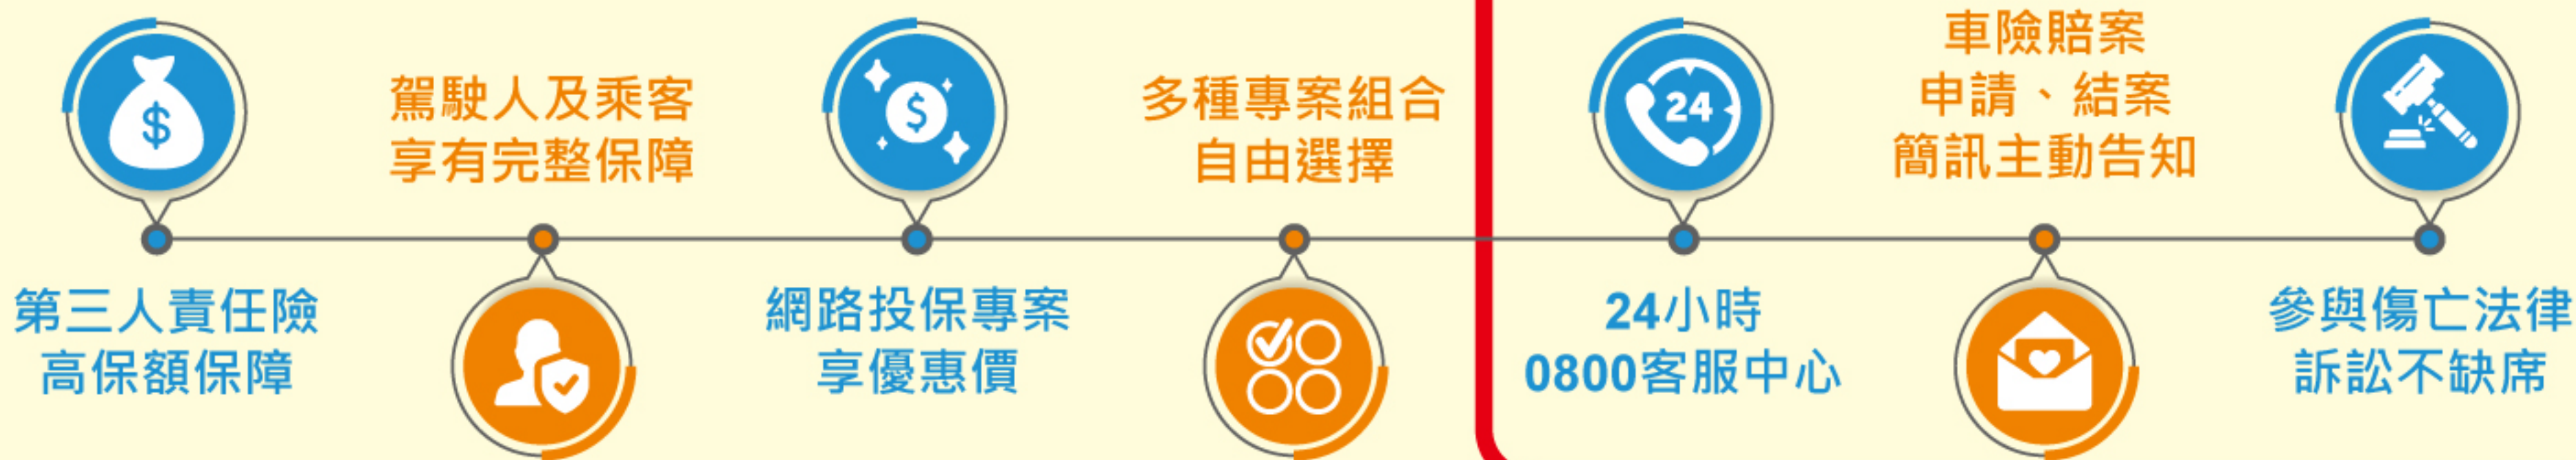 第三人責任險
高保額保障
駕駛人及乘客
享有完整保障
網路投保專案
享優惠價
多種專案組合
自由選擇
24
24小時
0800客服中心
車險賠案
申請、結案
簡訊主動告知
參與傷亡法律
訴訟不缺席